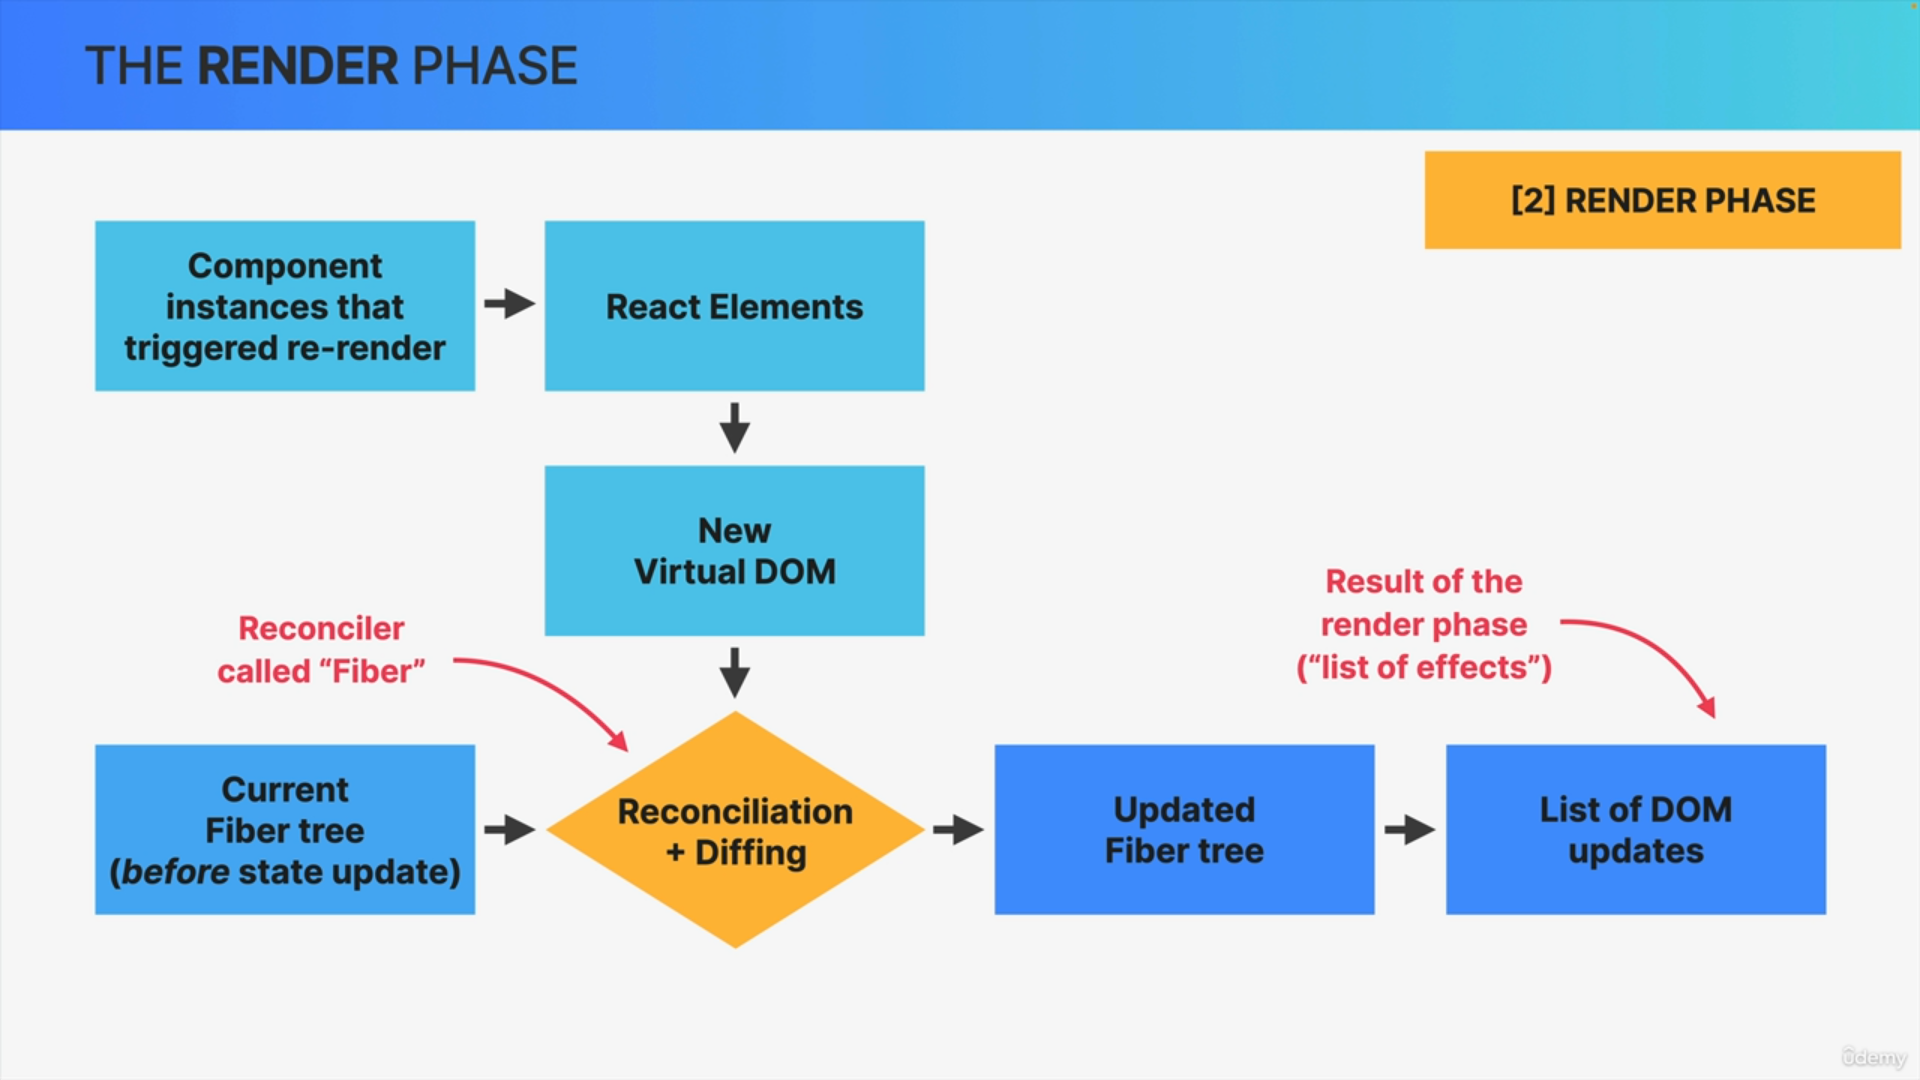 THE RENDER PHASE
[2] RENDER PHASE
Component
instances that
triggered re-render
React Elements
New
Virtual DOM
Reconciler
called “Fiber”
Result of the
render phase
(“list of effects”)
Current
Fiber tree
(before state update)
Reconciliation
+ Diffing
Updated
Fiber tree
List of DOM
updates
ûdemy